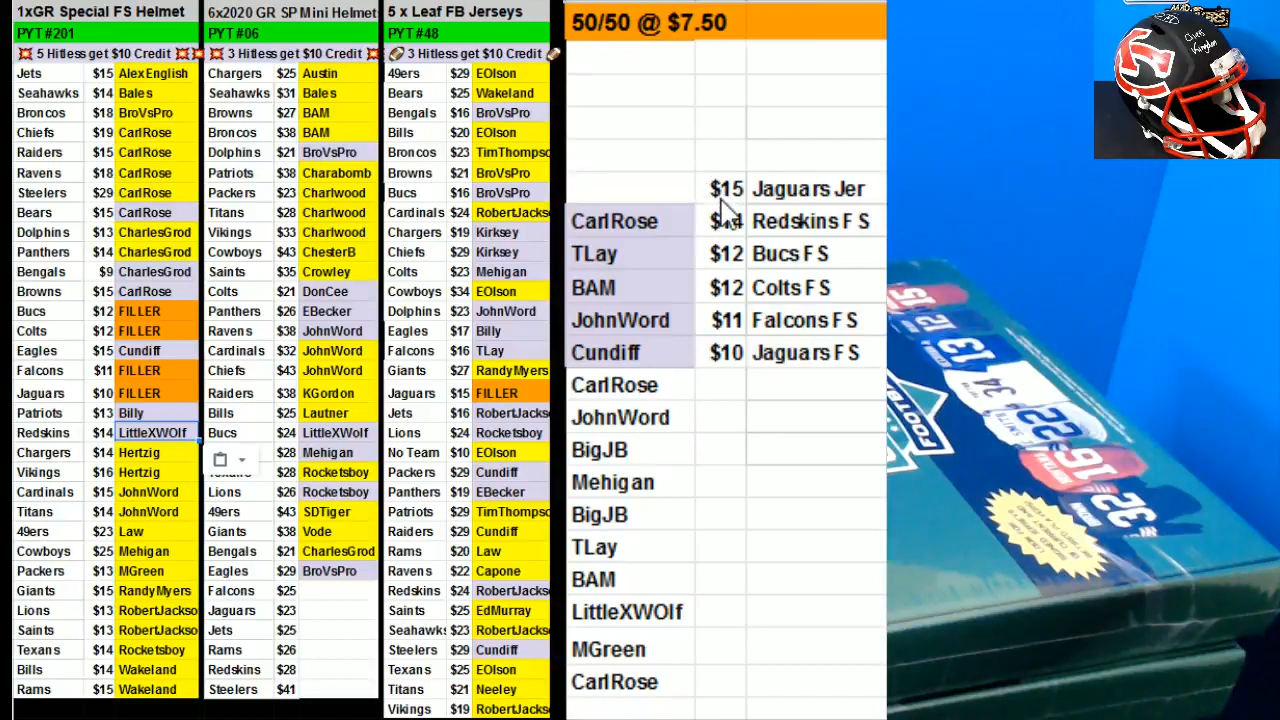 1xGR Special FS Helmet
PYT #201
5 Hitless get $10 Credit
Jets $15 AlexEnglish
Seahawks $14 Bales
Broncos $18 BroVsPro
Chiefs $19 CarlRose
Raiders $15 CarlRose
Ravens $18 CarlRose
Steelers $29 CarlRose
Bears $15 CarlRose
Dolphins $13 CharlesGrod
Panthers $14 CharlesGrod
Bengals $9 CharlesGrod
Browns $15 CarlRose
Bucs $12 FILLER
Colts $12 FILLER
Eagles $15 Cundiff
Falcons $11 FILLER
Jaguars $10 FILLER
Patriots $13 Billy
Redskins $14 LittleXWOlf
Chargers $14 Hertzig
Vikings $16 Hertzig
Cardinals $15 JohnWord
Titans $14 JohnWord
49ers $23 Law
Cowboys $25 Mehigan
Packers $13 MGreen
Giants $15 RandyMyers
Lions $13 RobertJackso
Saints $13 RobertJackso
Texans $14 Rocketsboy
Bills $14 Wakeland
Rams $15 Wakeland
6x2020 GR SP Mini Helmet
PYT #06
3 Hitless get $10 Credit
Chargers $25 Austin
Seahawks $31 Bales
Browns $27 BAM
Broncos $38 BAM
Dolphins $21 BroVsPro
Patriots $38 Charabomb
Packers $23 Charlwood
Titans $28 Charlwood
Vikings $33 Charlwood
Cowboys $43 ChesterB
Saints $35 Crowley
Colts $21 DonCee
Panthers $26 EBecker
Ravens $38 JohnWord
Cardinals $32 JohnWord
Chiefs $43 JohnWord
Raiders $38 KGordon
Bills $25 Lautner
Bucs $24 LittleXWolf
$28 Mehigan
$28 Rocketsboy
Lions $26 Rocketsboy
49ers $43 SDTiger
Giants $38 Vode
Bengals $21 CharlesGrod
Eagles $29 BroVsPro
Falcons $25
Jaguars $23
Jets $25
Rams $26
Redskins $28
Steelers $41
5 x Leaf FB Jerseys
PYT #48
3 Hitless get $10 Credit
49ers $29 EOlson
Bears $25 Wakeland
Bengals $16 BroVsPro
Bills $20 EOlson
Broncos $23 TimThompso
Browns $21 BroVsPro
Bucs $16 BroVsPro
Cardinals $24 RobertJacks
Chargers $19 Kirksey
Chiefs $29 Kirksey
Colts $23 Mehigan
Cowboys $34 EOlson
Dolphins $23 JohnWord
Eagles $17 Billy
Falcons $16 TLay
Giants $27 RandyMyers
Jaguars $15 FILLER
Jets $16 RobertJacks
Lions $24 Rocketsboy
No Team $10 EOlson
Packers $29 Cundiff
Panthers $19 EBecker
Patriots $29 TimThompso
Raiders $29 Cundiff
Rams $20 Law
Ravens $22 Capone
Redskins $24 RobertJacks
Saints $25 EdMurray
Seahawks $23 RobertJacks
Steelers $29 Cundiff
Texans $25 EOlson
Titans $21 Neeley
Vikings $19 RobertJacks
50/50 @ $7.50
$15 Jaguars Jer
CarlRose Redskins F S
TLay $12 Bucs F S
BAM $12 Colts F S
JohnWord $11 Falcons F S
Cundiff $10 Jaguars F S
CarlRose
JohnWord
BigJB
Mehigan
BigJB
TLay
BAM
LittleXWOlf
MGreen
CarlRose
15
12
13
34
22
16
32